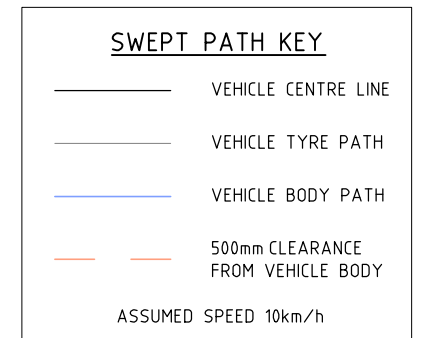 SWEPT PATH KEY
VEHICLE CENTRE LINE
VEHICLE TYRE PATH
VEHICLE BODY PATH
500mm CLEARANCE
FROM VEHICLE BODY
ASSUMED SPEED 10km/h